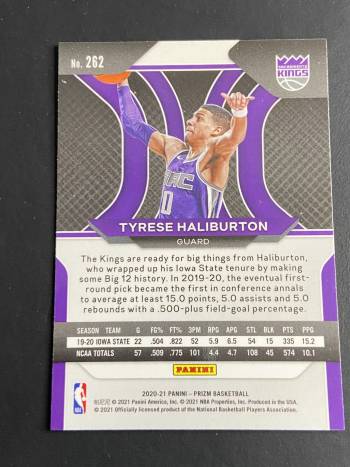 No. 262
SACRAMENTO
KINGS
SAC
0
TYRESE HALIBURTON
GUARD
The Kings are ready for big things from Haliburton,
who wrapped up his Iowa State tenure by making
some Big 12 history. In 2019-20, the eventual first-
round pick became the first in conference annals
to average at least 15.0 points, 5.0 assists and 5.0
rebounds with a .500-plus field-goal percentage.
SEASON TEAM G FG% FT% 3PM RPG APG STL BLK PTS PPG
19-20 IOWA STATE 22 .504 .822 52 5.9 6.5 54 15 335 15.2
NCAA TOTALS 57 .509 .775 101 4.4 4.7 108 45 574 10.1
PANINI
2020-21 PANINI – PRIZM BASKETBALL
帕尼尼 © 2021 Panini America, Inc. © 2021 NBA Properties, Inc. Produced in the USA.
© 2021 Officially licensed product of the National Basketball Players Association.